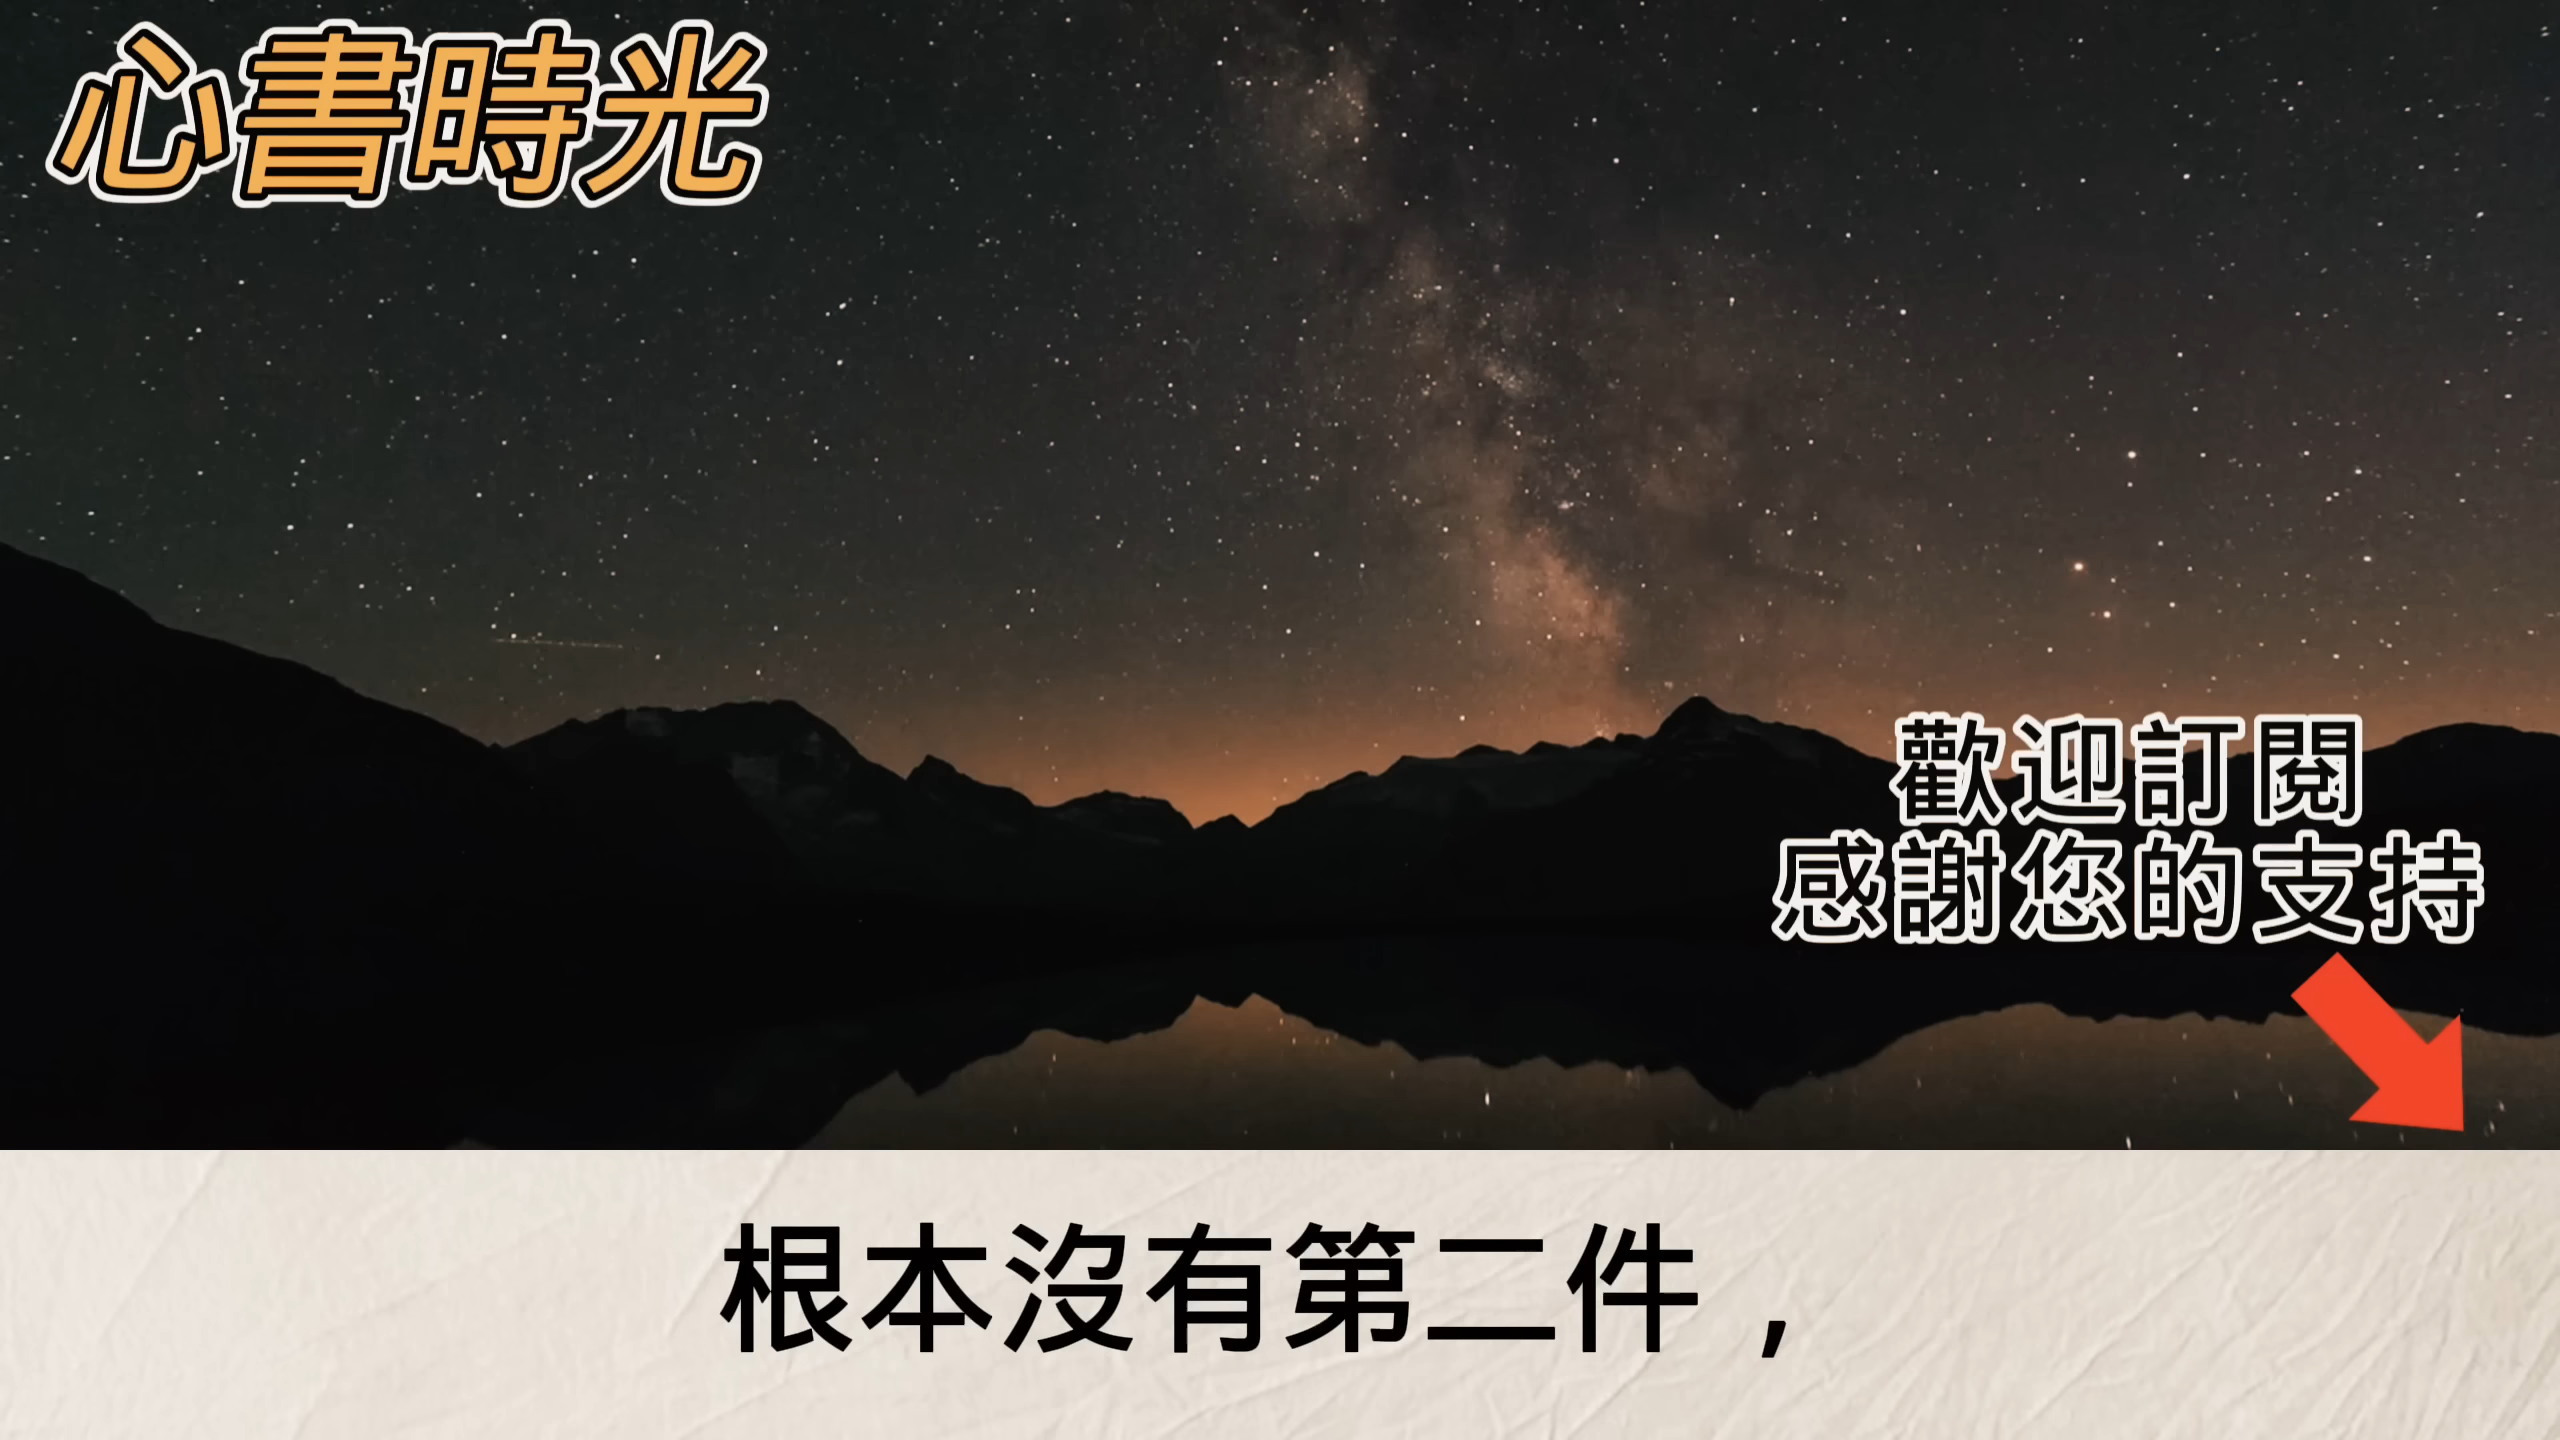 心書時光
歡迎訂閱
感謝您的支持
根本沒有第二件，